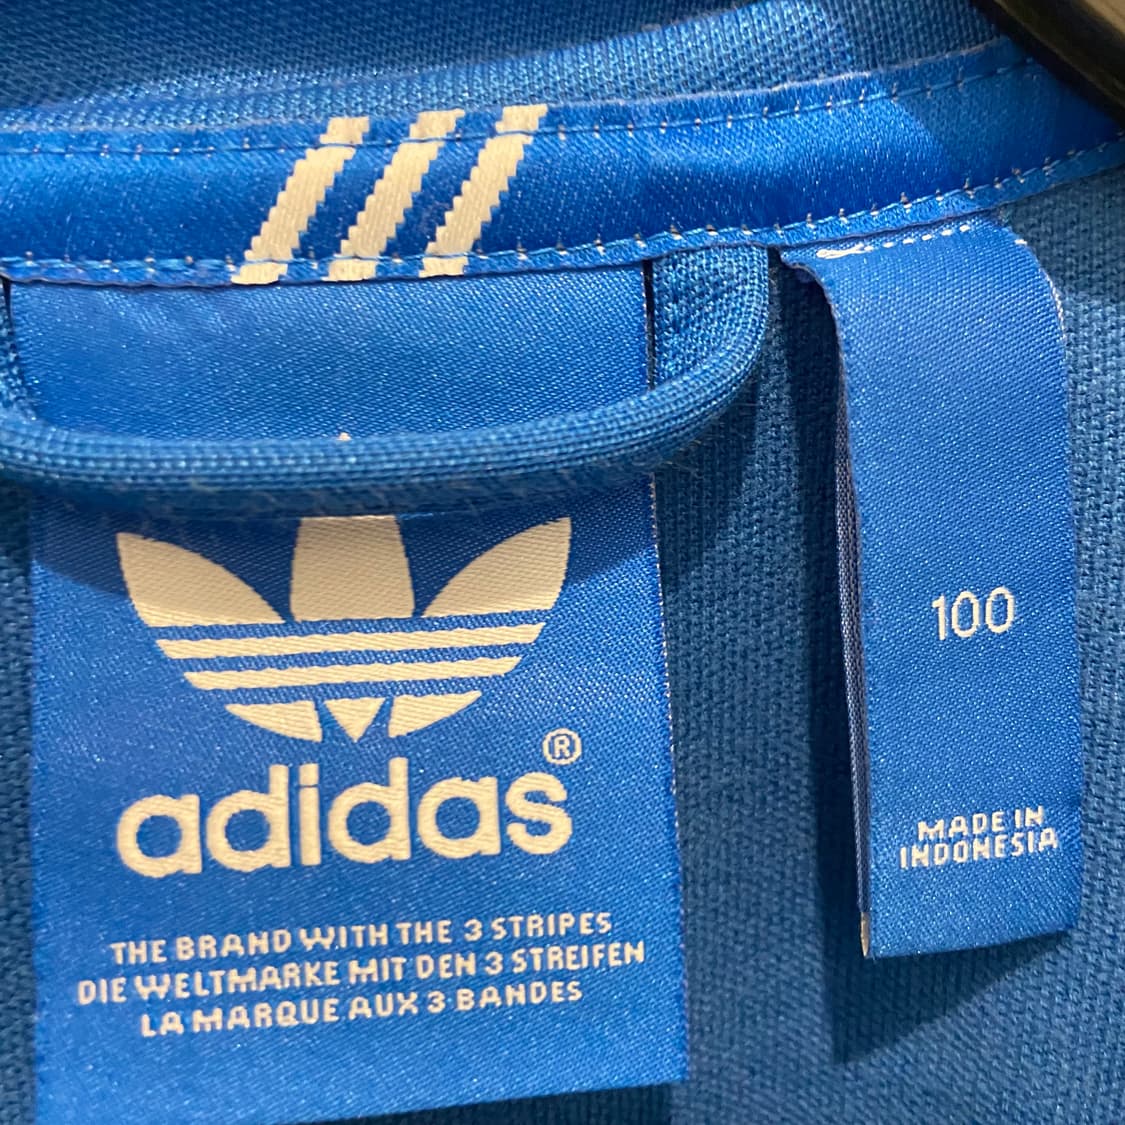 adidas®
THE BRAND WITH THE 3 STRIPES
DIE WELTMARKE MIT DEN 3 STREIFEN
LA MARQUE AUX 3 BANDES
100
MADE IN
INDONESIA